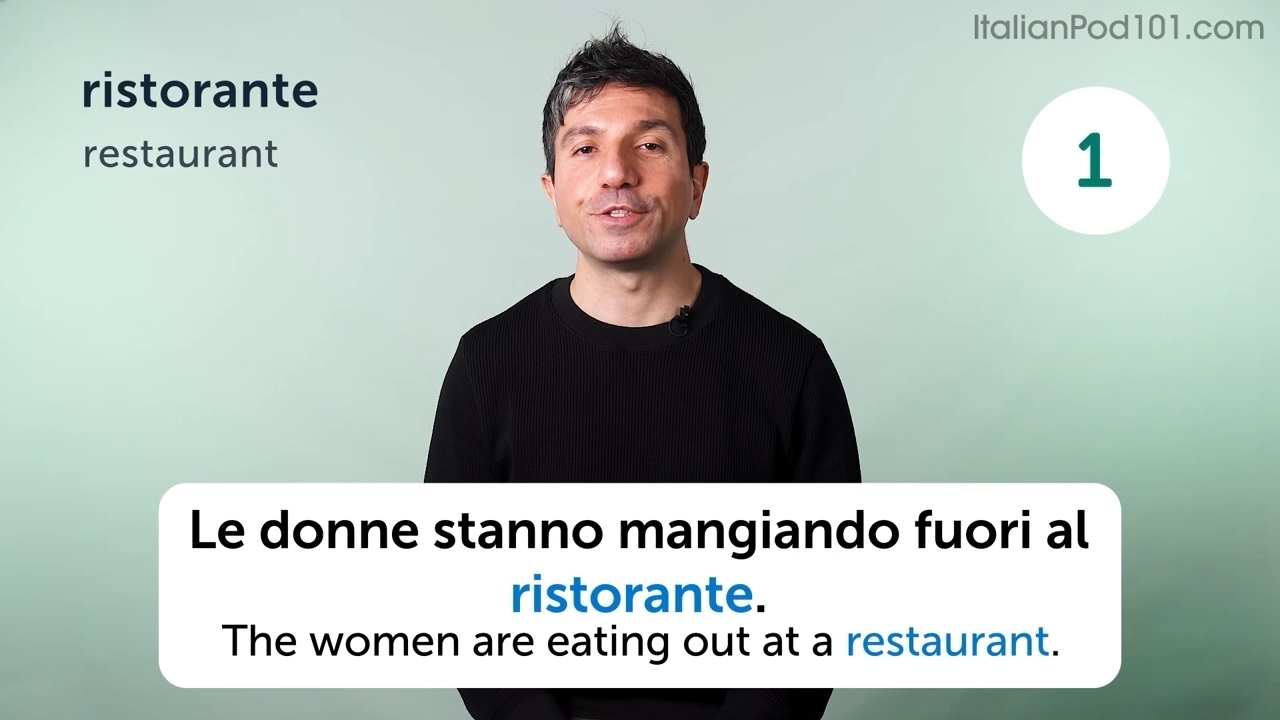 ItalianPod101.com
ristorante
restaurant
1
Le donne stanno mangiando fuori al
ristorante.
The women are eating out at a restaurant.